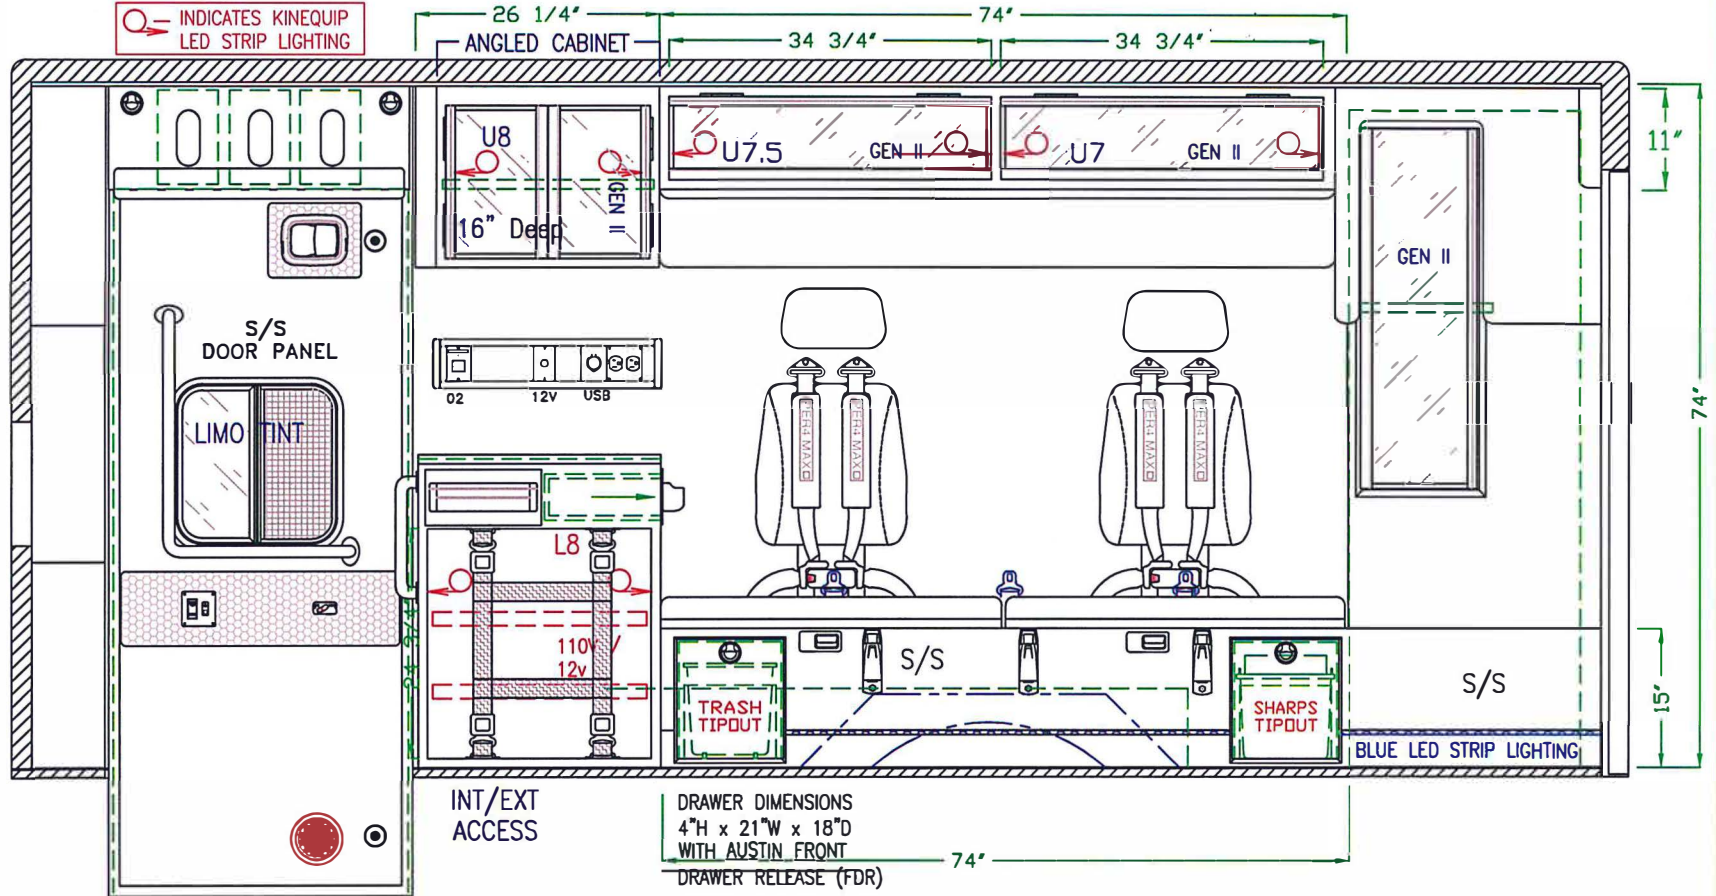 INDICATES KINEQUIP
LED STRIP LIGHTING
26 1/4"
74"
ANGLED CABINET
34 3/4"
34 3/4"
11"
U8
U7.5
GEN II
U7
GEN II
GEN II
16" Deep
GEN II
S/S
DOOR PANEL
O2
12V
USB
LIMO TINT
74"
L8
110V /
12v
S/S
S/S
TRASH
TIPOUT
SHARPS
TIPOUT
15"
BLUE LED STRIP LIGHTING
INT/EXT
ACCESS
DRAWER DIMENSIONS
4"H x 21"W x 18"D
WITH AUSTIN FRONT
DRAWER RELEASE (FDR)
74"